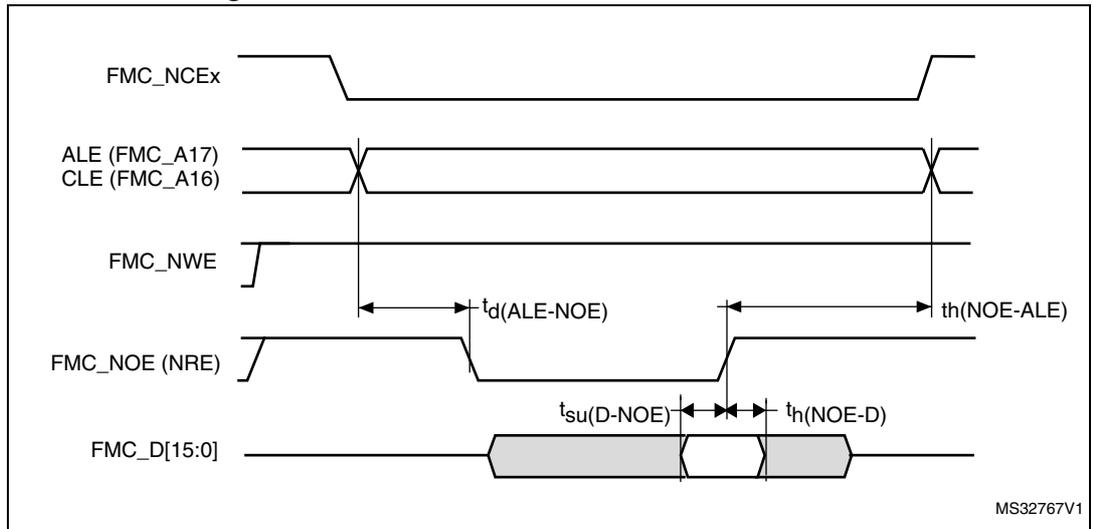 FMC_NCEx
ALE (FMC_A17)
CLE (FMC_A16)
FMC_NWE
td(ALE-NOE)
th(NOE-ALE)
FMC_NOE (NRE)
tsu(D-NOE)
th(NOE-D)
FMC_D[15:0]
MS32767V1